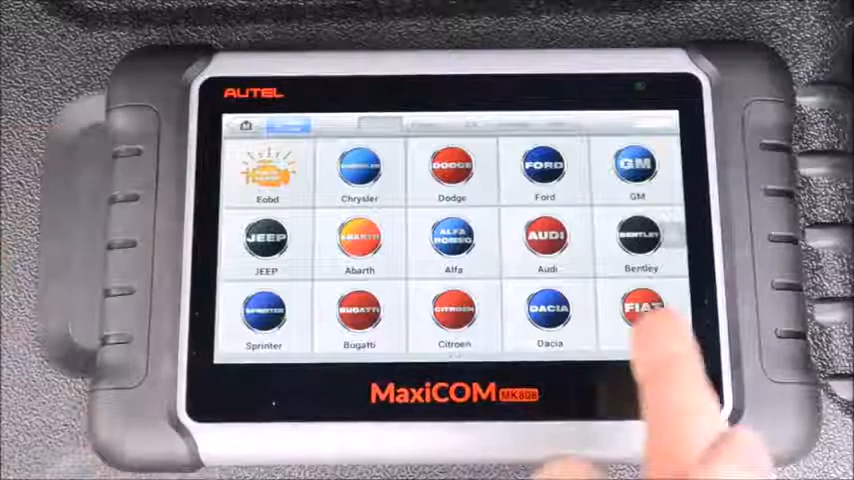 AUTEL
CHRYSLER DODGE FORD GM
Eobd Chrysler Dodge Ford GM
JEEP ABARTH ALFA ROMEO AUDI BENTLEY
JEEP Abarth Alfa Audi Bentley
SPRINTER BUGATTI CITROEN DACIA FIAT
Sprinter Bugatti Citroen Dacia
MaxiCOM MK808